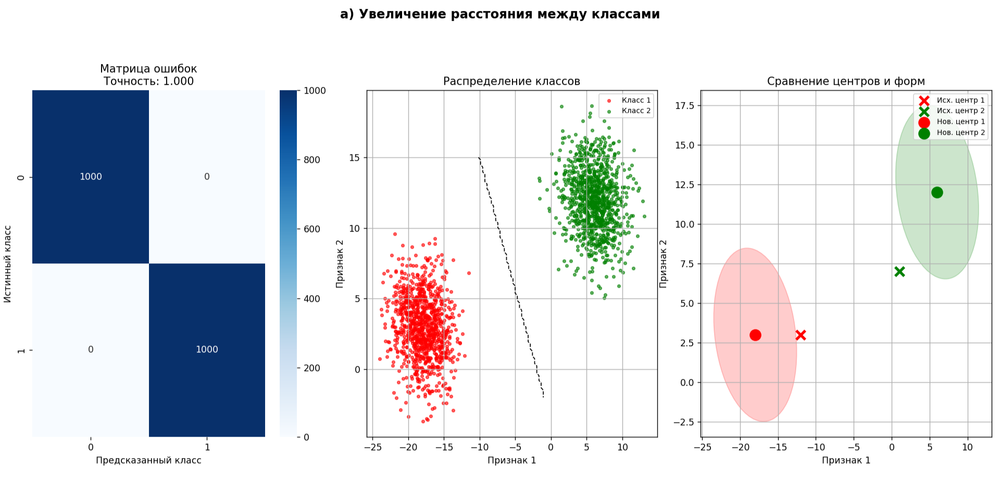 а) Увеличение расстояния между классами
Матрица ошибок
Точность: 1.000
1000
0
0
1000
0
1
Истинный класс
0
1
Предсказанный класс
1000
800
600
400
200
0
Распределение классов
Класс 1
Класс 2
15
10
5
0
Признак 2
−25
−20
−15
−10
−5
0
5
10
Признак 1
Сравнение центров и форм
Исх. центр 1
Исх. центр 2
Нов. центр 1
Нов. центр 2
17.5
15.0
12.5
10.0
7.5
5.0
2.5
0.0
−2.5
Признак 2
−25
−20
−15
−10
−5
0
5
10
Признак 1